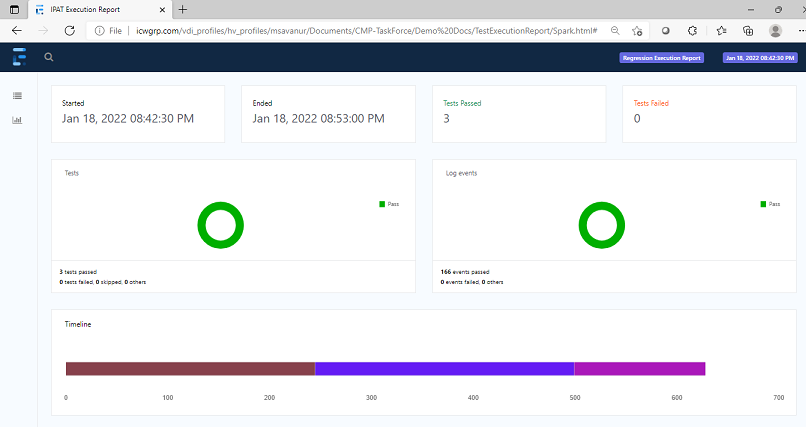 IPAT Execution Report
File icwgrp.com/vdi_profiles/hv_profiles/msavanur/Documents/CMP-TaskForce/Demo%20Docs/TestExecutionReport/Spark.html#
Regression Execution Report Jan 18, 2022 08:42:30 PM
Started
Jan 18, 2022 08:42:30 PM
Ended
Jan 18, 2022 08:53:00 PM
Tests Passed
3
Tests Failed
0
Tests
Pass
3 tests passed
0 tests failed, 0 skipped, 0 others
Log events
Pass
166 events passed
0 events failed, 0 others
Timeline
0 100 200 300 400 500 600 700